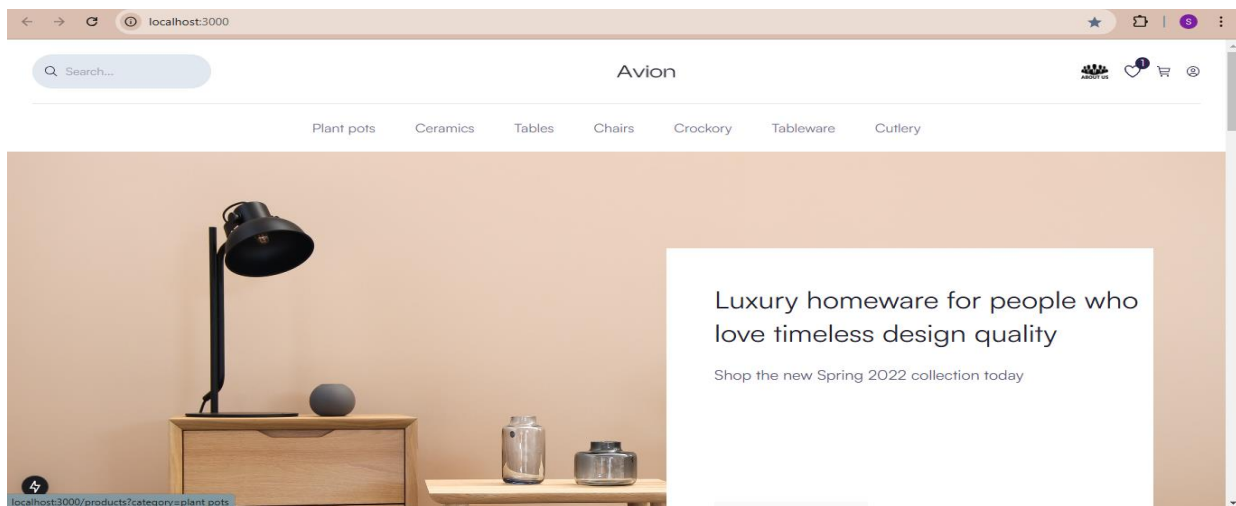 localhost:3000
Search...
Avion
ABOUT US
1
S
Plant pots Ceramics Tables Chairs Crockory Tableware Cutlery
Luxury homeware for people who
love timeless design quality
Shop the new Spring 2022 collection today
localhost:3000/products?category=plant pots